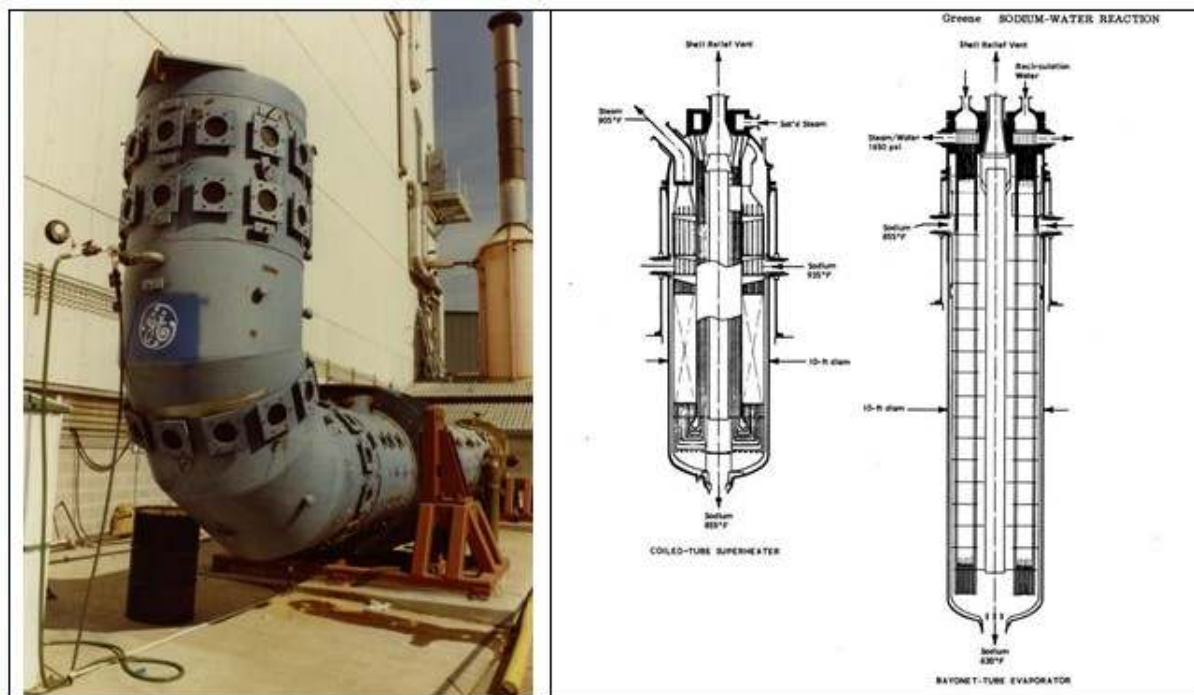 Greene SODIUM-WATER REACTION
Shell Relief Vent
Steam
905°F
Sat'd Steam
Sodium
935°F
10-ft diam
Sodium
855°F
COILED-TUBE SUPERHEATER
Shell Relief Vent
Recirculation
Water
Steam/Water
Sodium
855°F
10-ft diam
Sodium
630°F
BAYONET-TUBE EVAPORATOR
GE